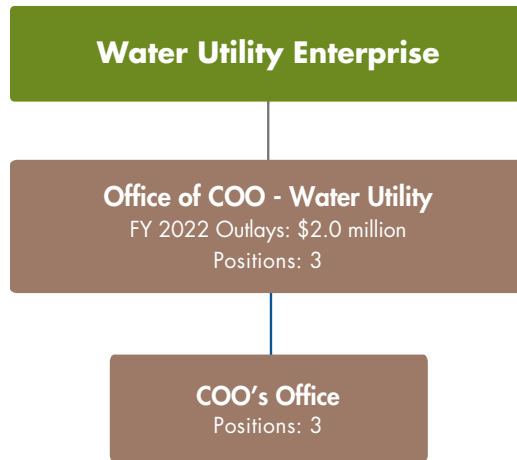 Water Utility Enterprise
Office of COO - Water Utility
FY 2022 Outlays: $2.0 million
Positions: 3
COO’s Office
Positions: 3